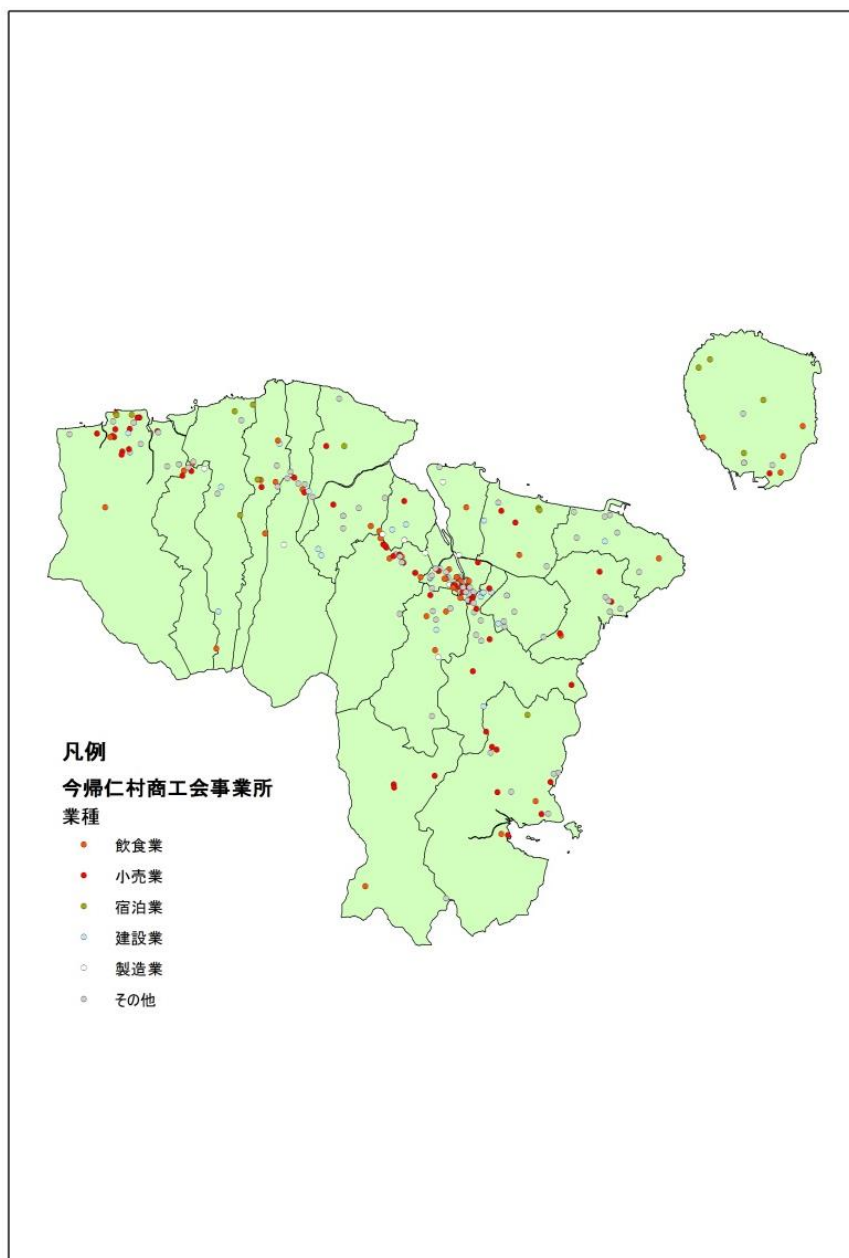 凡例
今帰仁村商工会事業所
業種
飲食業
小売業
宿泊業
建設業
製造業
その他